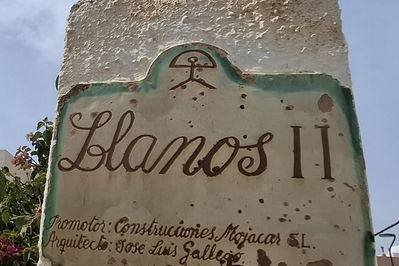 Llanos II
Promotor: Construcciones Mojacar SL.
Arquitecto: Jose Luis Gallego